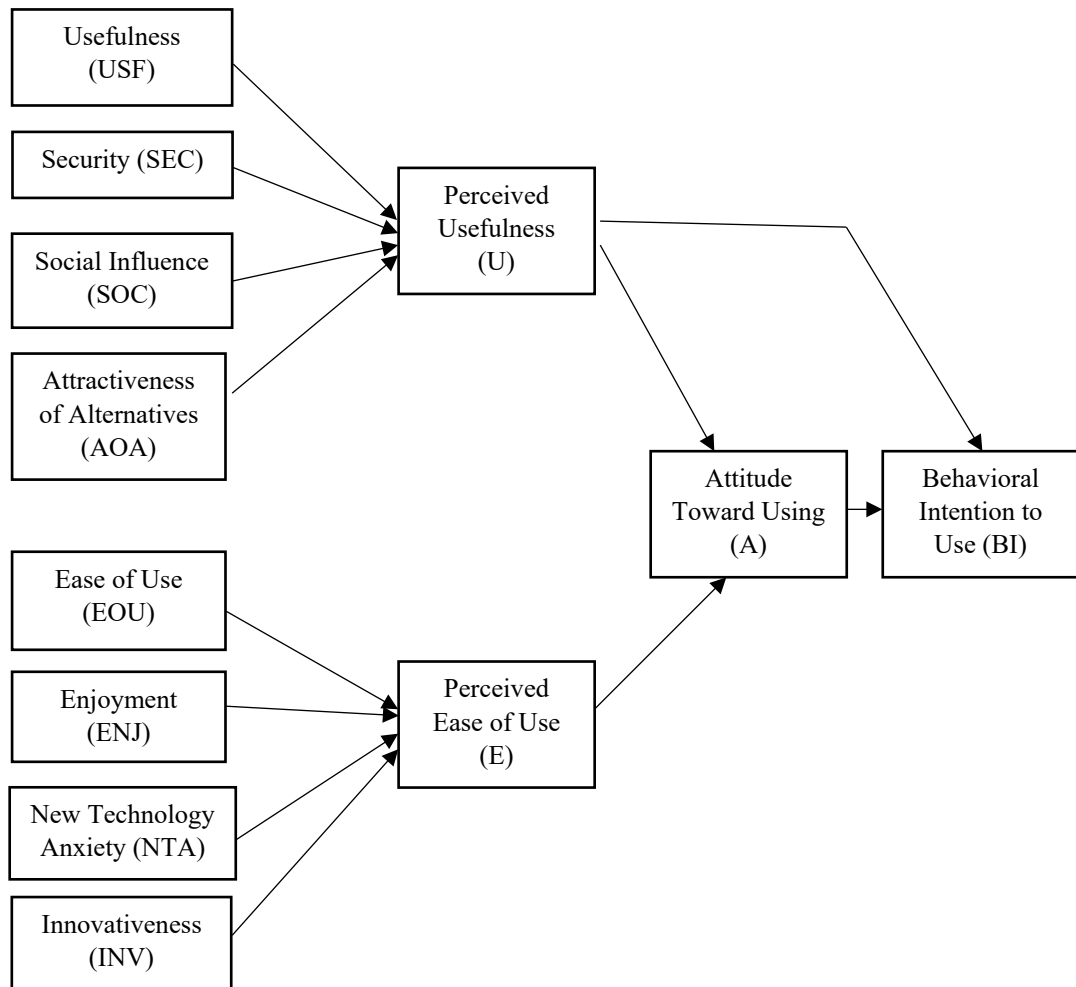 Usefulness
(USF)
Security (SEC)
Social Influence
(SOC)
Attractiveness
of Alternatives
(AOA)
Perceived
Usefulness
(U)
Attitude
Toward Using
(A)
Behavioral
Intention to
Use (BI)
Ease of Use
(EOU)
Enjoyment
(ENJ)
New Technology
Anxiety (NTA)
Innovativeness
(INV)
Perceived
Ease of Use
(E)